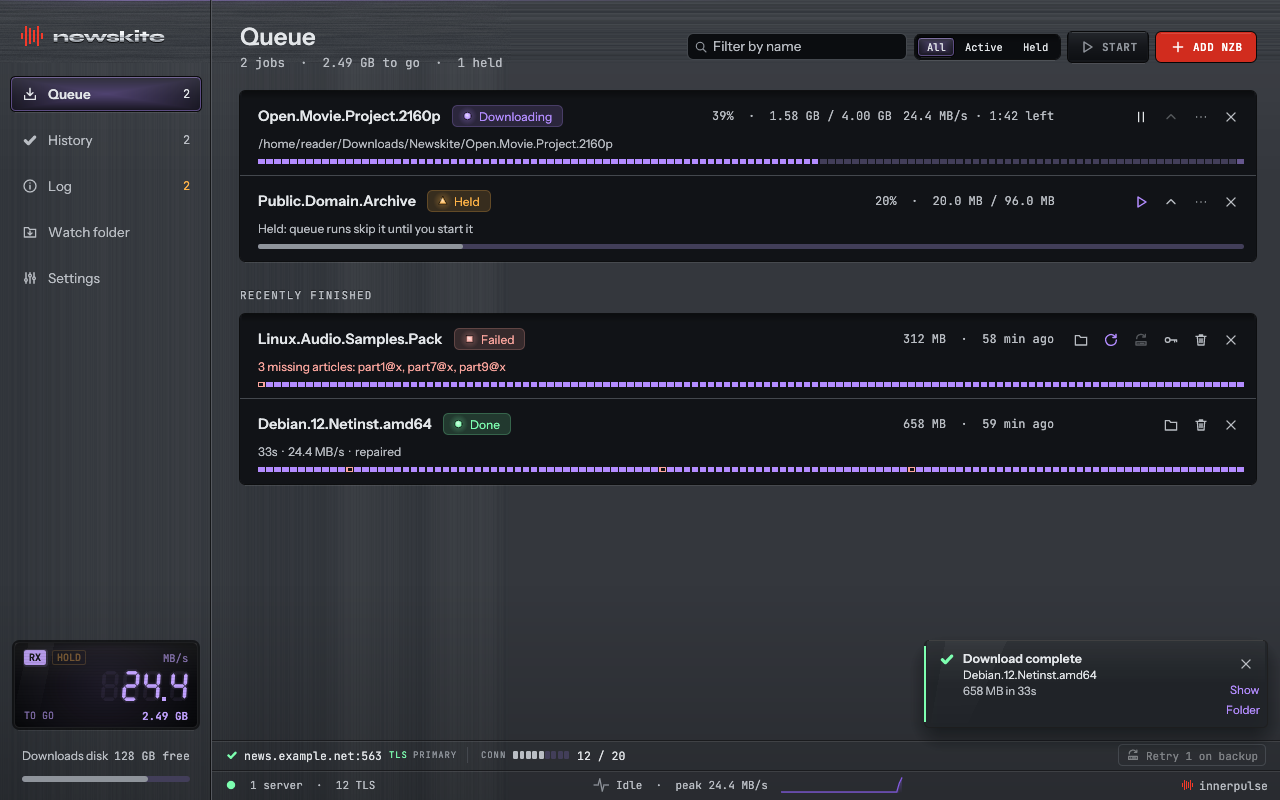 newskite
Queue 2
History 2
Log 2
Watch folder
Settings
RX HOLD MB/s
24.4
TO GO 2.49 GB
Downloads disk 128 GB free
Queue
2 jobs · 2.49 GB to go · 1 held
Filter by name
All Active Held
START
ADD NZB
Open.Movie.Project.2160p Downloading 39% · 1.58 GB / 4.00 GB 24.4 MB/s · 1:42 left
/home/reader/Downloads/Newskite/Open.Movie.Project.2160p
Public.Domain.Archive Held 20% · 20.0 MB / 96.0 MB
Held: queue runs skip it until you start it
RECENTLY FINISHED
Linux.Audio.Samples.Pack Failed 312 MB · 58 min ago
3 missing articles: part1@x, part7@x, part9@x
Debian.12.Netinst.amd64 Done 658 MB · 59 min ago
33s · 24.4 MB/s · repaired
Download complete
Debian.12.Netinst.amd64
658 MB in 33s
Show
Folder
news.example.net:563 TLS PRIMARY CONN 12 / 20 Retry 1 on backup
1 server · 12 TLS Idle · peak 24.4 MB/s innerpulse